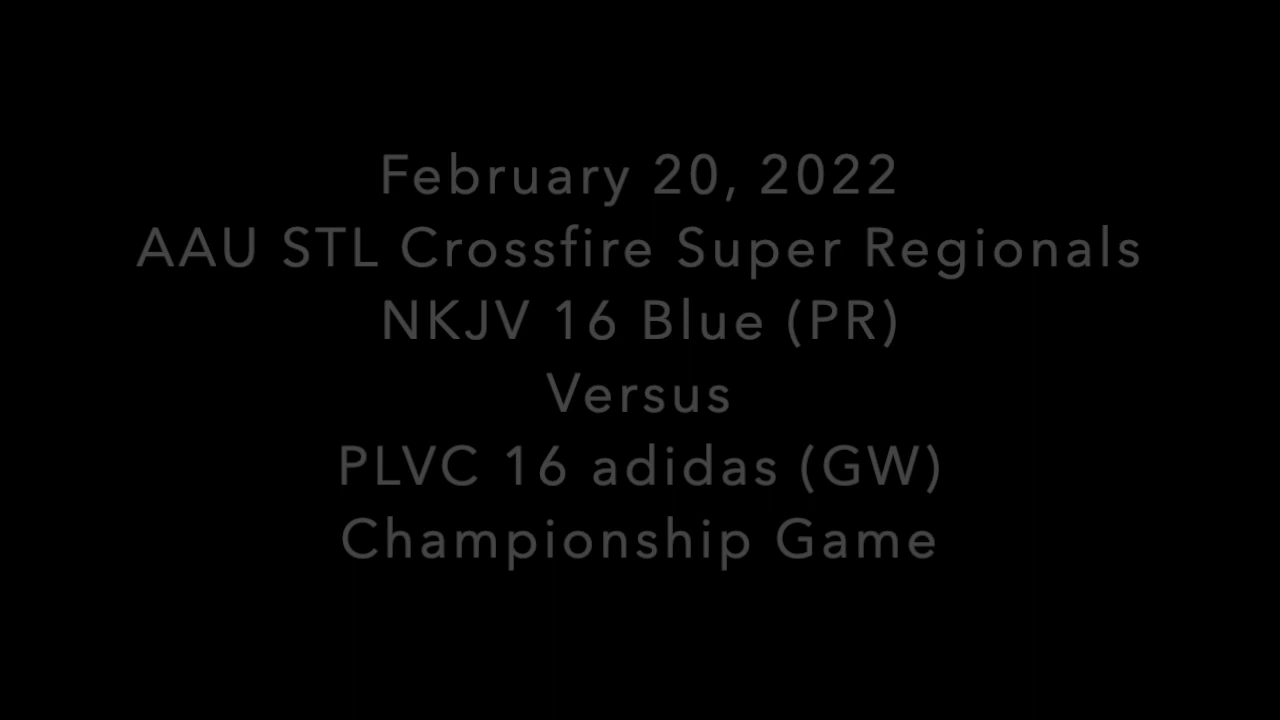 February 20, 2022
AAU STL Crossfire Super Regionals
NKJV 16 Blue (PR)
Versus
PLVC 16 adidas (GW)
Championship Game